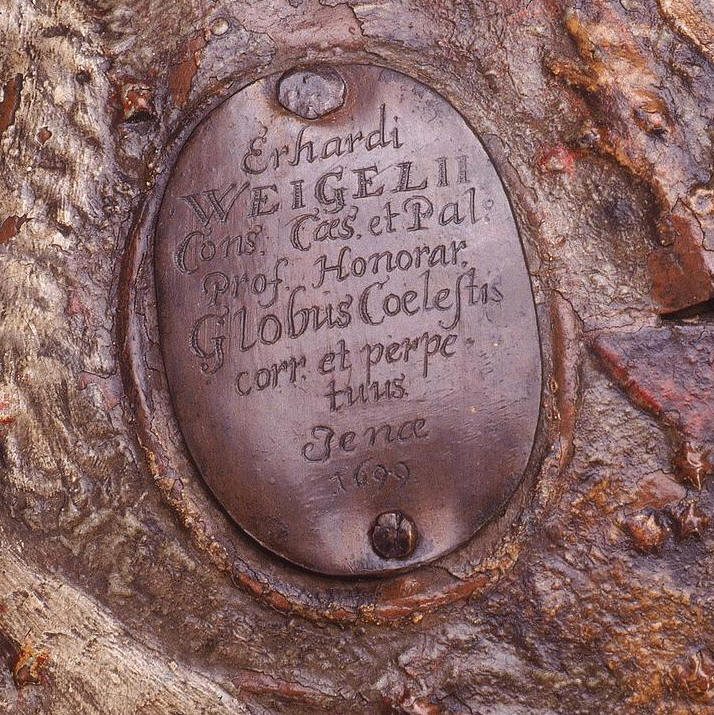 Erhardi
WEIGELII
Cons. Cæs. et Pal:
Prof. Honorar.
Globus Coeleſtis
corr. et perpe-
tuus
Jenæ
1699